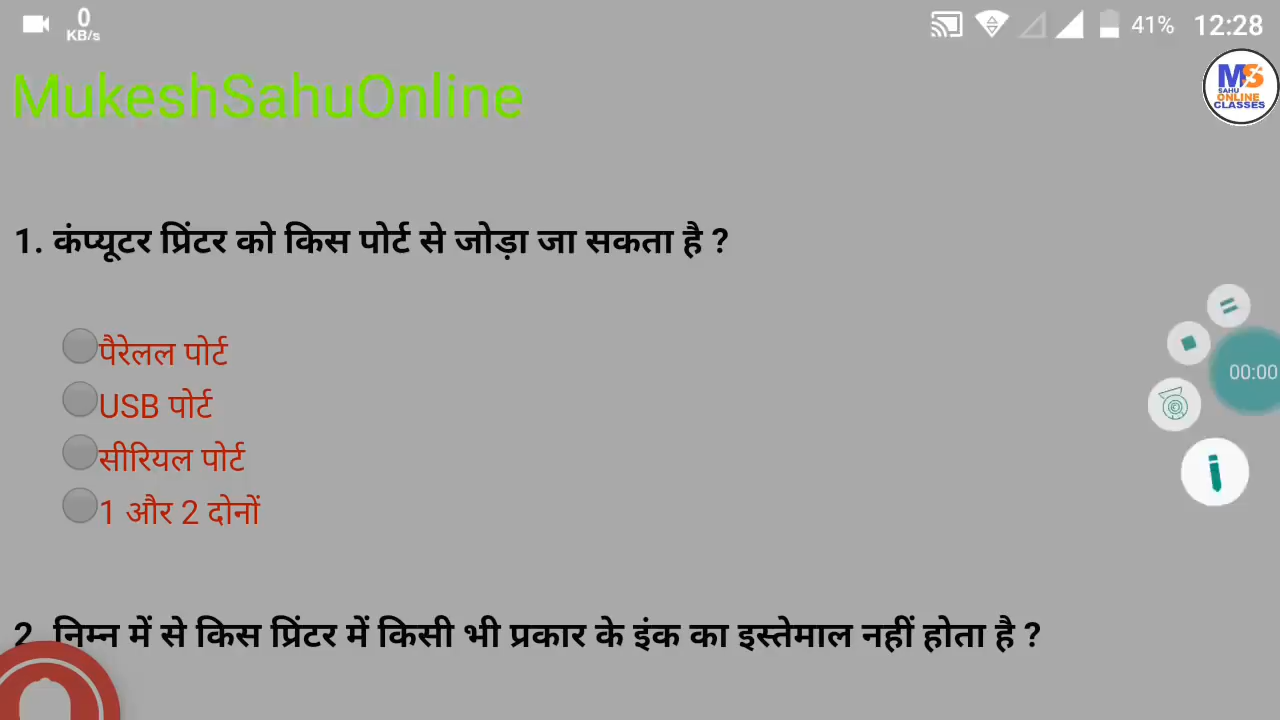 0
KB/s
41% 12:28
MukeshSahuOnline
MS
SAHU
ONLINE
CLASSES
1. कंप्यूटर प्रिंटर को किस पोर्ट से जोड़ा जा सकता है ?
पैरेलल पोर्ट
USB पोर्ट
सीरियल पोर्ट
1 और 2 दोनों
00:00
2. निम्न में से किस प्रिंटर में किसी भी प्रकार के इंक का इस्तेमाल नहीं होता है ?